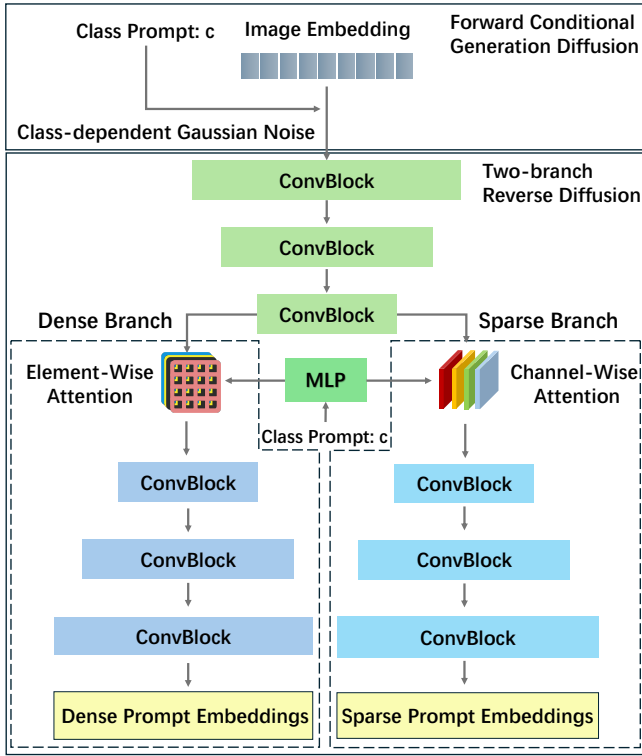 Class Prompt: c
Image Embedding
Forward Conditional
Generation Diffusion
Class-dependent Gaussian Noise
ConvBlock
Two-branch
Reverse Diffusion
ConvBlock
ConvBlock
Dense Branch
Sparse Branch
Element-Wise
Attention
MLP
Channel-Wise
Attention
Class Prompt: c
ConvBlock
ConvBlock
ConvBlock
ConvBlock
ConvBlock
ConvBlock
Dense Prompt Embeddings
Sparse Prompt Embeddings